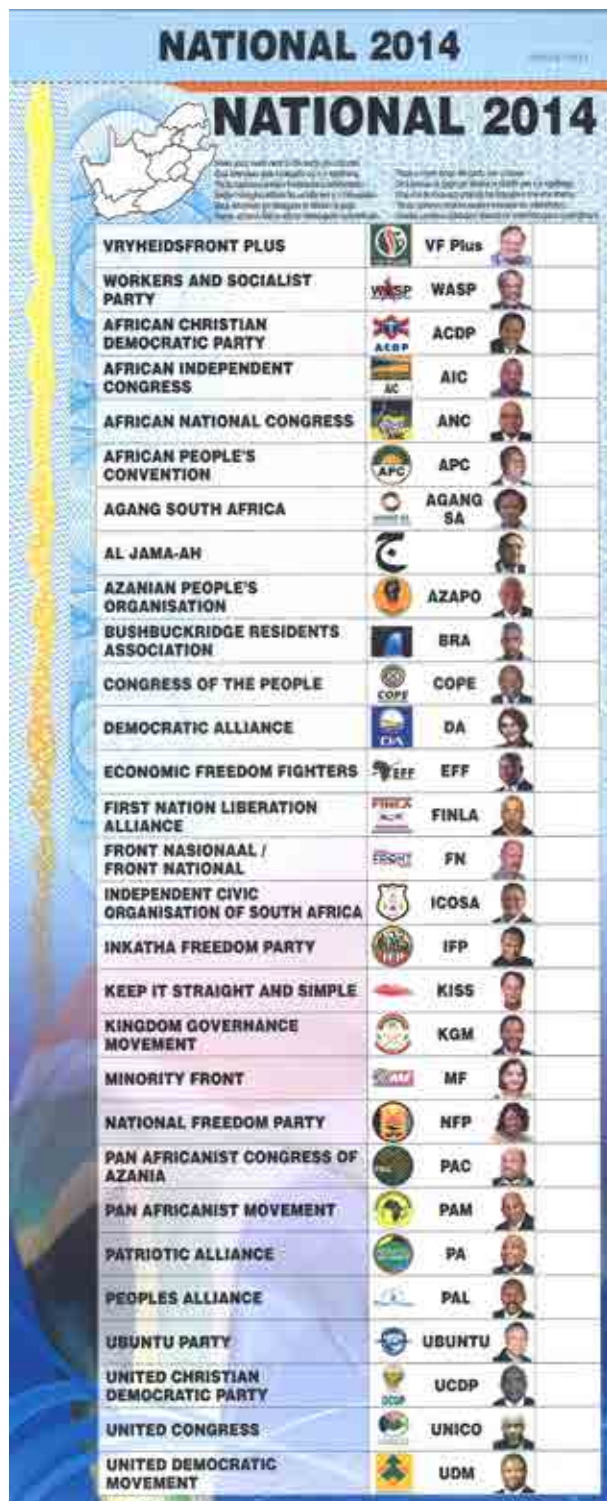 NATIONAL 2014
NATIONAL 2014
VRYHEIDSFRONT PLUS VF Plus
WORKERS AND SOCIALIST
PARTY WASP WASP
AFRICAN CHRISTIAN
DEMOCRATIC PARTY ACDP ACDP
AFRICAN INDEPENDENT
CONGRESS AIC AIC
AFRICAN NATIONAL CONGRESS ANC ANC
AFRICAN PEOPLE'S
CONVENTION APC APC
AGANG SOUTH AFRICA AGANG
SA
AL JAMA-AH
AZANIAN PEOPLE'S
ORGANISATION AZAPO
BUSHBUCKRIDGE RESIDENTS
ASSOCIATION BRA
CONGRESS OF THE PEOPLE COPE COPE
DEMOCRATIC ALLIANCE DA DA
ECONOMIC FREEDOM FIGHTERS EFF EFF
FIRST NATION LIBERATION
ALLIANCE FINLA
FRONT NASIONAAL /
FRONT NATIONAL FRONT FN
INDEPENDENT CIVIC
ORGANISATION OF SOUTH AFRICA ICOSA
INKATHA FREEDOM PARTY IFP
KEEP IT STRAIGHT AND SIMPLE KISS
KINGDOM GOVERNANCE
MOVEMENT KGM
MINORITY FRONT MF MF
NATIONAL FREEDOM PARTY NFP
PAN AFRICANIST CONGRESS OF
AZANIA PAC
PAN AFRICANIST MOVEMENT PAM
PATRIOTIC ALLIANCE PA
PEOPLES ALLIANCE PAL
UBUNTU PARTY UBUNTU
UNITED CHRISTIAN
DEMOCRATIC PARTY UCDP UCDP
UNITED CONGRESS UNICO
UNITED DEMOCRATIC
MOVEMENT UDM